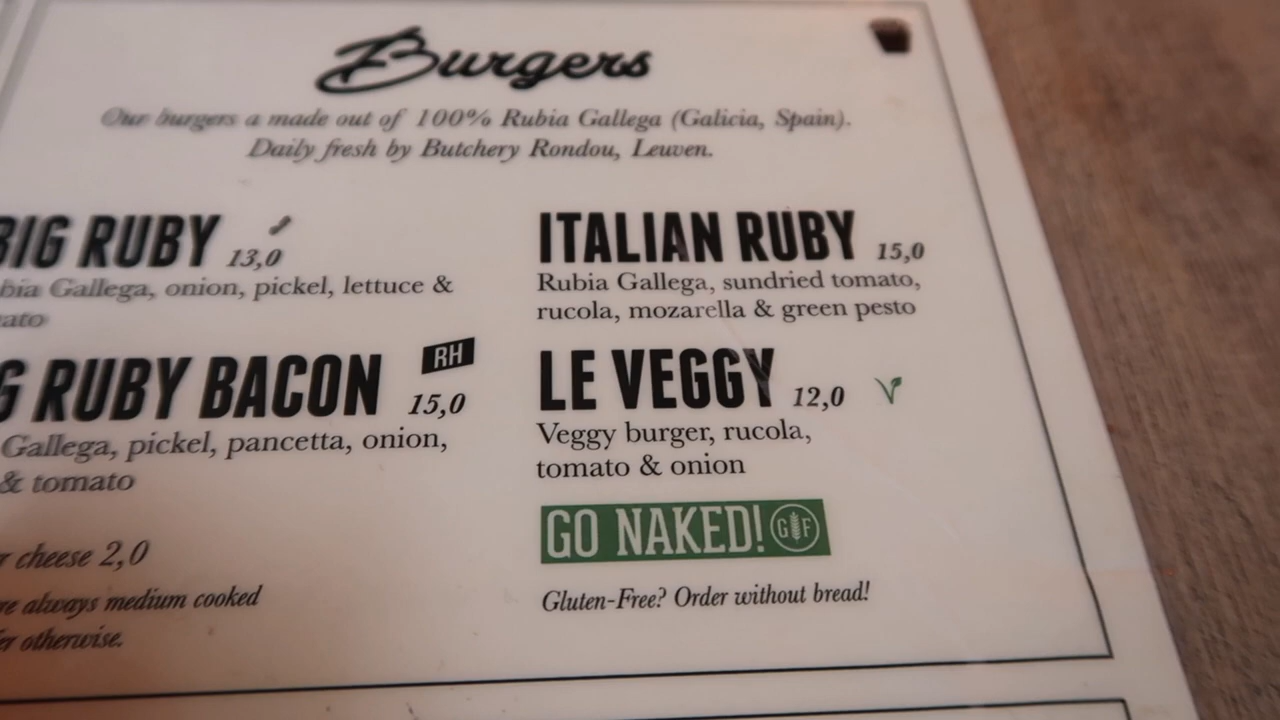 Burgers
Our burgers a made out of 100% Rubia Gallega (Galicia, Spain).
Daily fresh by Butchery Rondou, Leuven.
BIG RUBY 13,0
Gallega, onion, pickel, lettuce &
RUBY BACON RH 15,0
Gallega, pickel, pancetta, onion,
& tomato
cheese 2,0
always medium cooked
otherwise.
ITALIAN RUBY 15,0
Rubia Gallega, sundried tomato,
rucola, mozarella & green pesto
LE VEGGY 12,0 V
Veggy burger, rucola,
tomato & onion
GO NAKED! GF
Gluten-Free? Order without bread!